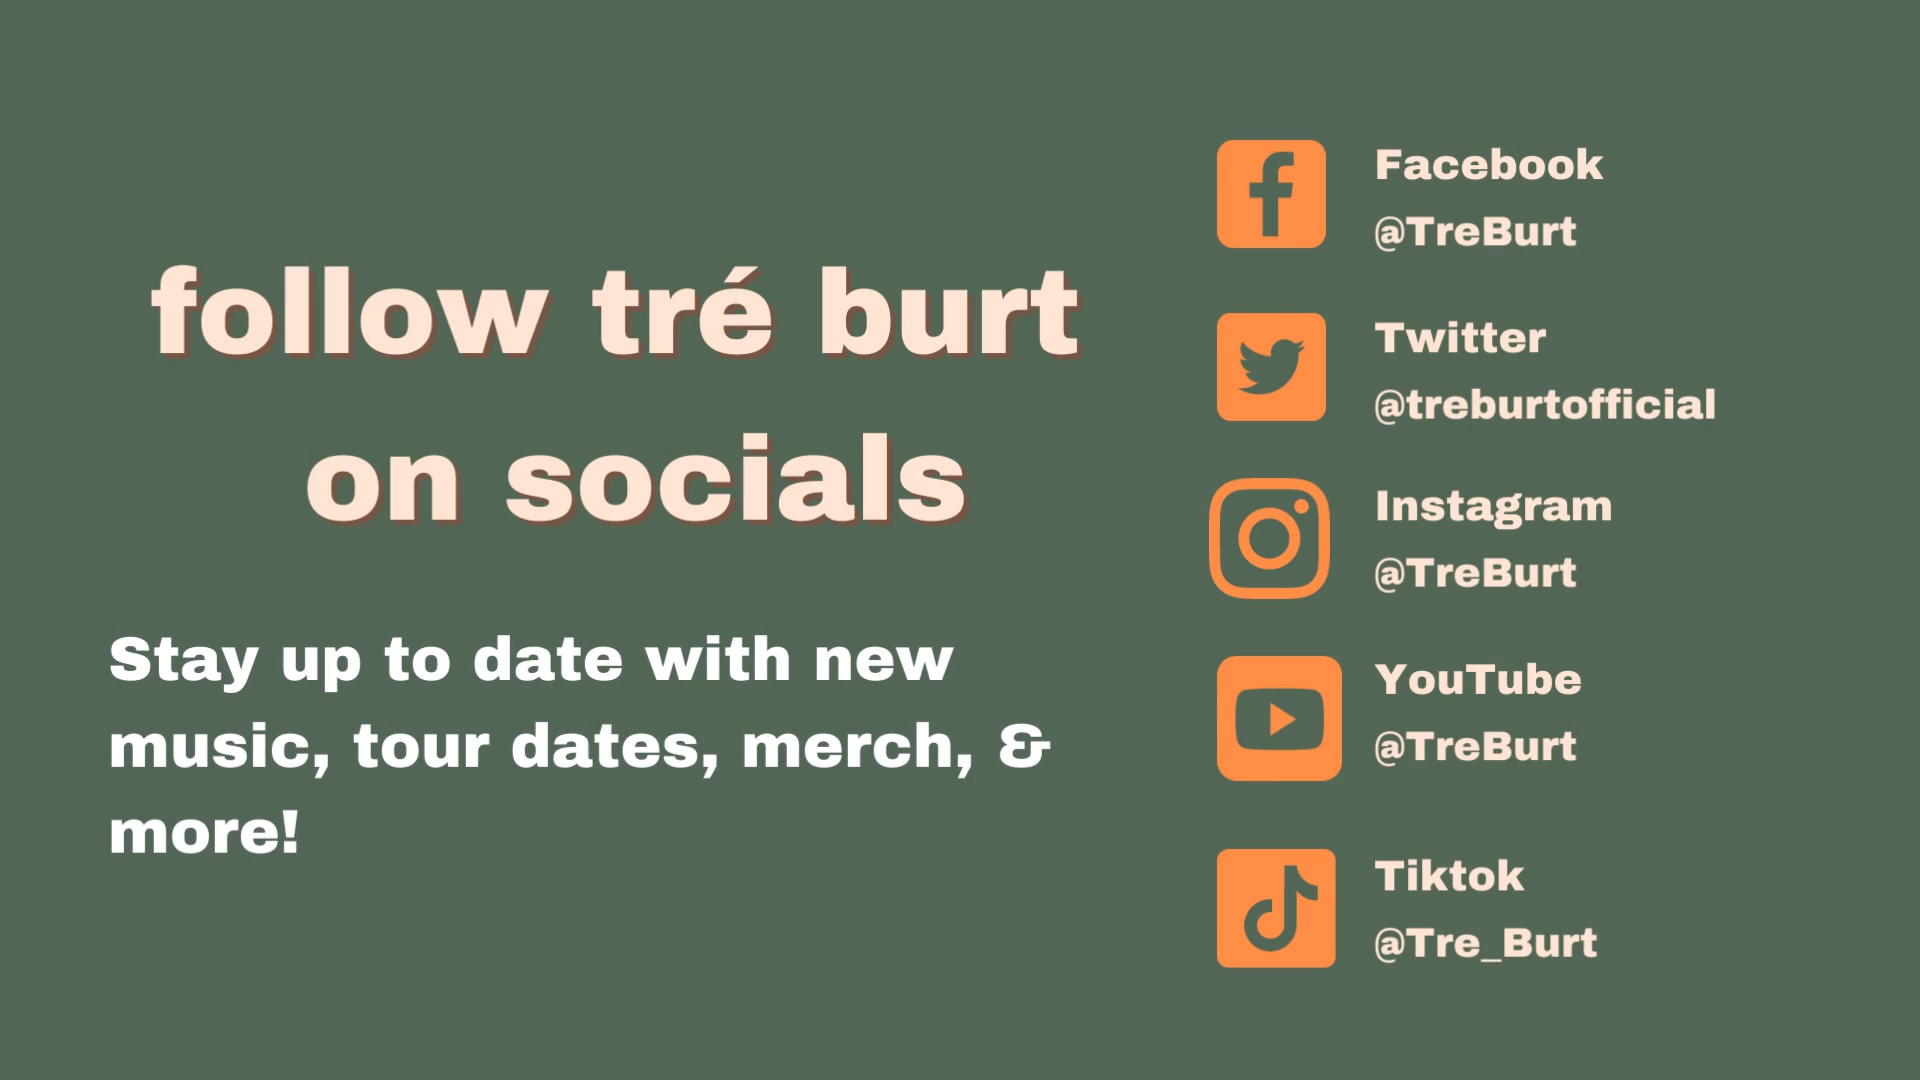 follow tré burt
on socials
Stay up to date with new
music, tour dates, merch, &
more!
Facebook
@TreBurt
Twitter
@treburtofficial
Instagram
@TreBurt
YouTube
@TreBurt
Tiktok
@Tre_Burt